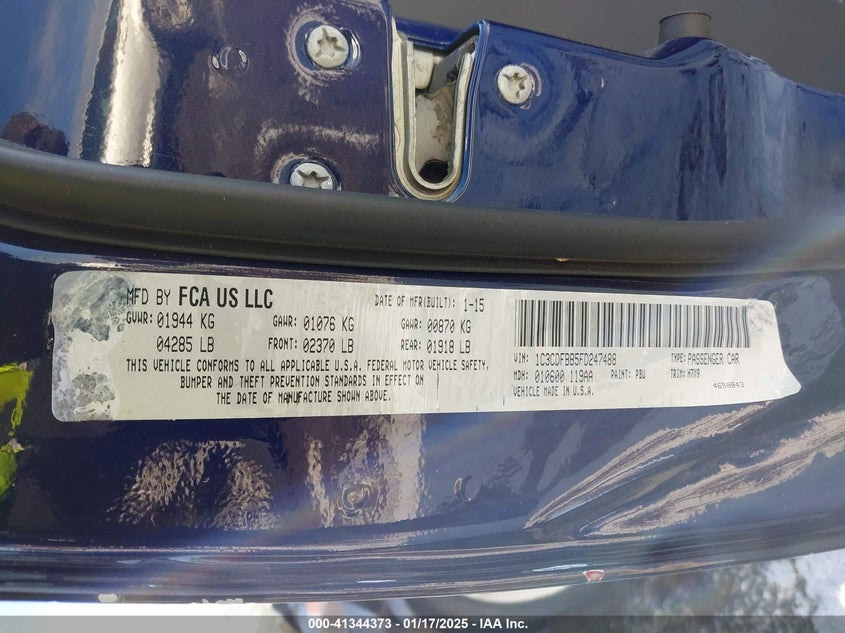 MFD BY FCA US LLC
DATE OF MFR(BUILT): 1-15
GVWR: 01944 KG
GAWR: 01076 KG
GAWR: 00870 KG
04285 LB
FRONT: 02370 LB
REAR: 01918 LB
THIS VEHICLE CONFORMS TO ALL APPLICABLE U.S.A. FEDERAL MOTOR VEHICLE SAFETY,
BUMPER AND THEFT PREVENTION STANDARDS IN EFFECT ON
THE DATE OF MANUFACTURE SHOWN ABOVE.
VIN: 1C3CDFBB5FD247488
TYPE: PASSENGER CAR
MDH: 010600 119AA
PAINT: PBU
TRIM: H7X9
VEHICLE MADE IN U.S.A.
4658843
000-41344373 - 01/17/2025 - IAA Inc.